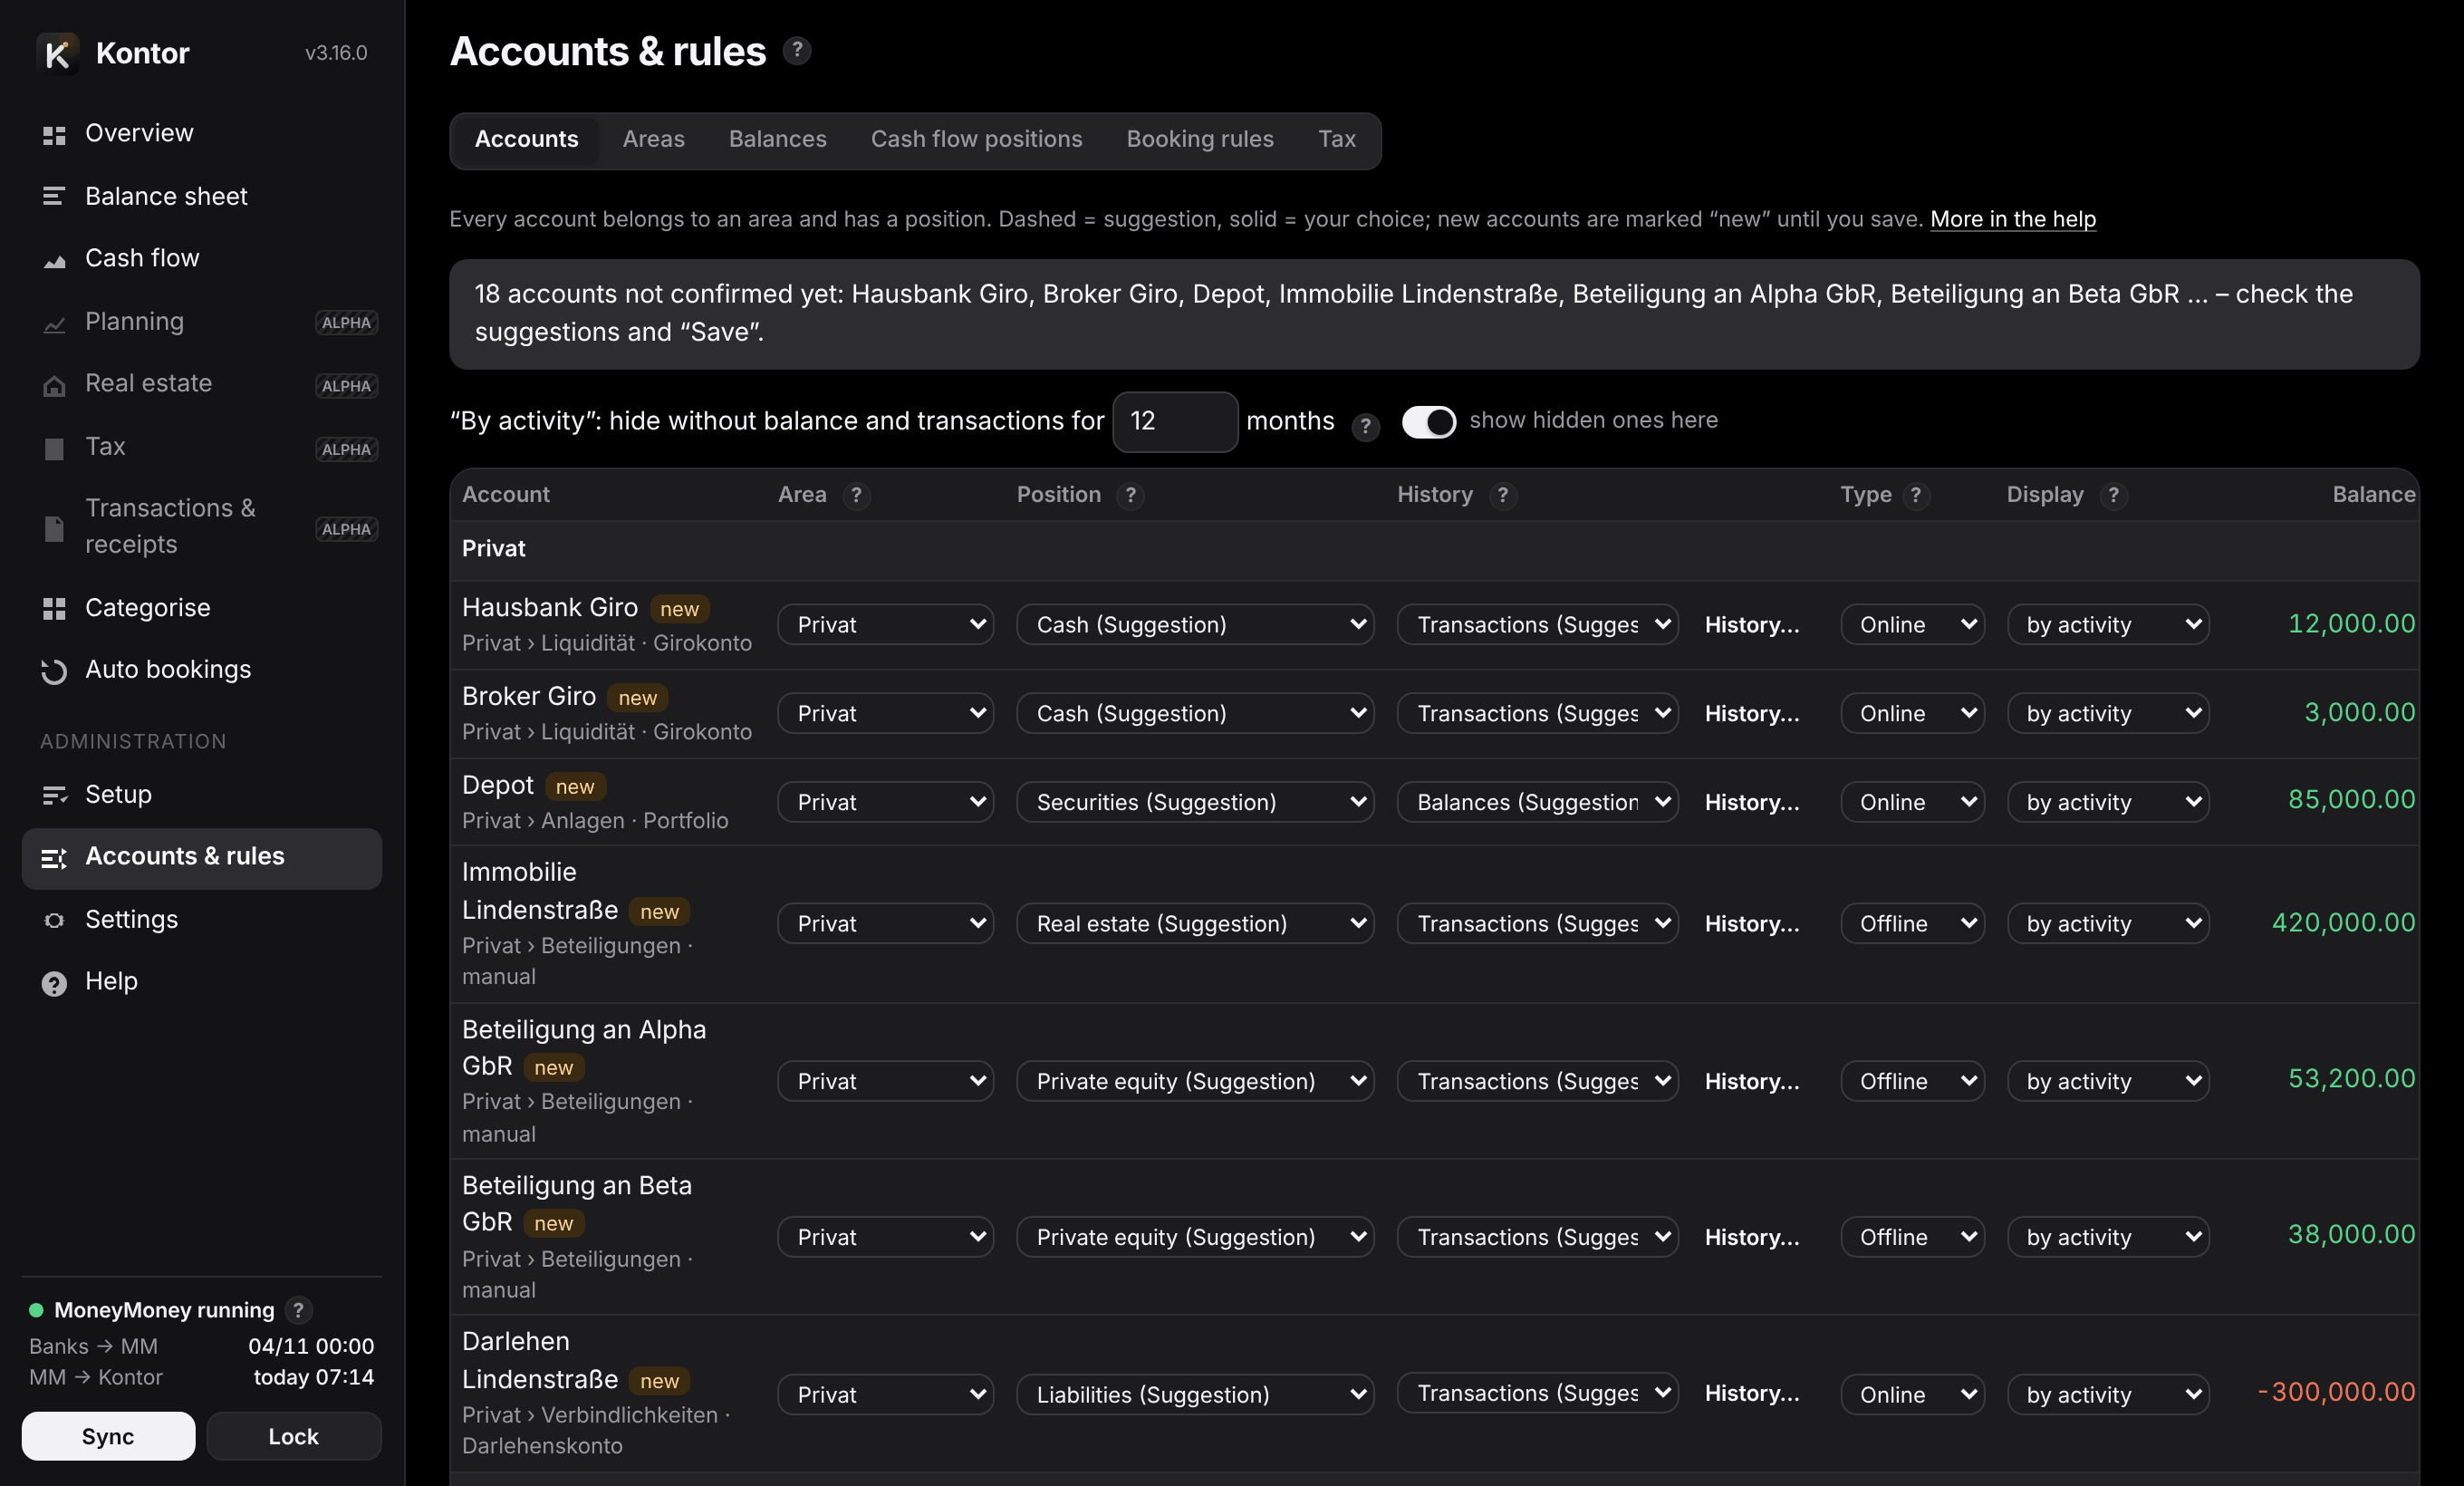 Kontor
v3.16.0
Overview
Balance sheet
Cash flow
Planning ALPHA
Real estate ALPHA
Tax ALPHA
Transactions &
receipts ALPHA
Categorise
Auto bookings
ADMINISTRATION
Setup
Accounts & rules
Settings
Help
MoneyMoney running ?
Banks → MM 04/11 00:00
MM → Kontor today 07:14
Sync Lock
Accounts & rules ?
Accounts Areas Balances Cash flow positions Booking rules Tax
Every account belongs to an area and has a position. Dashed = suggestion, solid = your choice; new accounts are marked “new” until you save. More in the help
18 accounts not confirmed yet: Hausbank Giro, Broker Giro, Depot, Immobilie Lindenstraße, Beteiligung an Alpha GbR, Beteiligung an Beta GbR … – check the
suggestions and “Save”.
“By activity”: hide without balance and transactions for 12 months ? show hidden ones here
Account Area ? Position ? History ? Type ? Display ? Balance
Privat
Hausbank Giro new
Privat › Liquidität · Girokonto
Privat Cash (Suggestion) Transactions (Sugges History… Online by activity 12,000.00
Broker Giro new
Privat › Liquidität · Girokonto
Privat Cash (Suggestion) Transactions (Sugges History… Online by activity 3,000.00
Depot new
Privat › Anlagen · Portfolio
Privat Securities (Suggestion) Balances (Suggestion History… Online by activity 85,000.00
Immobilie
Lindenstraße new
Privat › Beteiligungen ·
manual
Privat Real estate (Suggestion) Transactions (Sugges History… Offline by activity 420,000.00
Beteiligung an Alpha
GbR new
Privat › Beteiligungen ·
manual
Privat Private equity (Suggestion) Transactions (Sugges History… Offline by activity 53,200.00
Beteiligung an Beta
GbR new
Privat › Beteiligungen ·
manual
Privat Private equity (Suggestion) Transactions (Sugges History… Offline by activity 38,000.00
Darlehen
Lindenstraße new
Privat › Verbindlichkeiten ·
Darlehenskonto
Privat Liabilities (Suggestion) Transactions (Sugges History… Online by activity -300,000.00